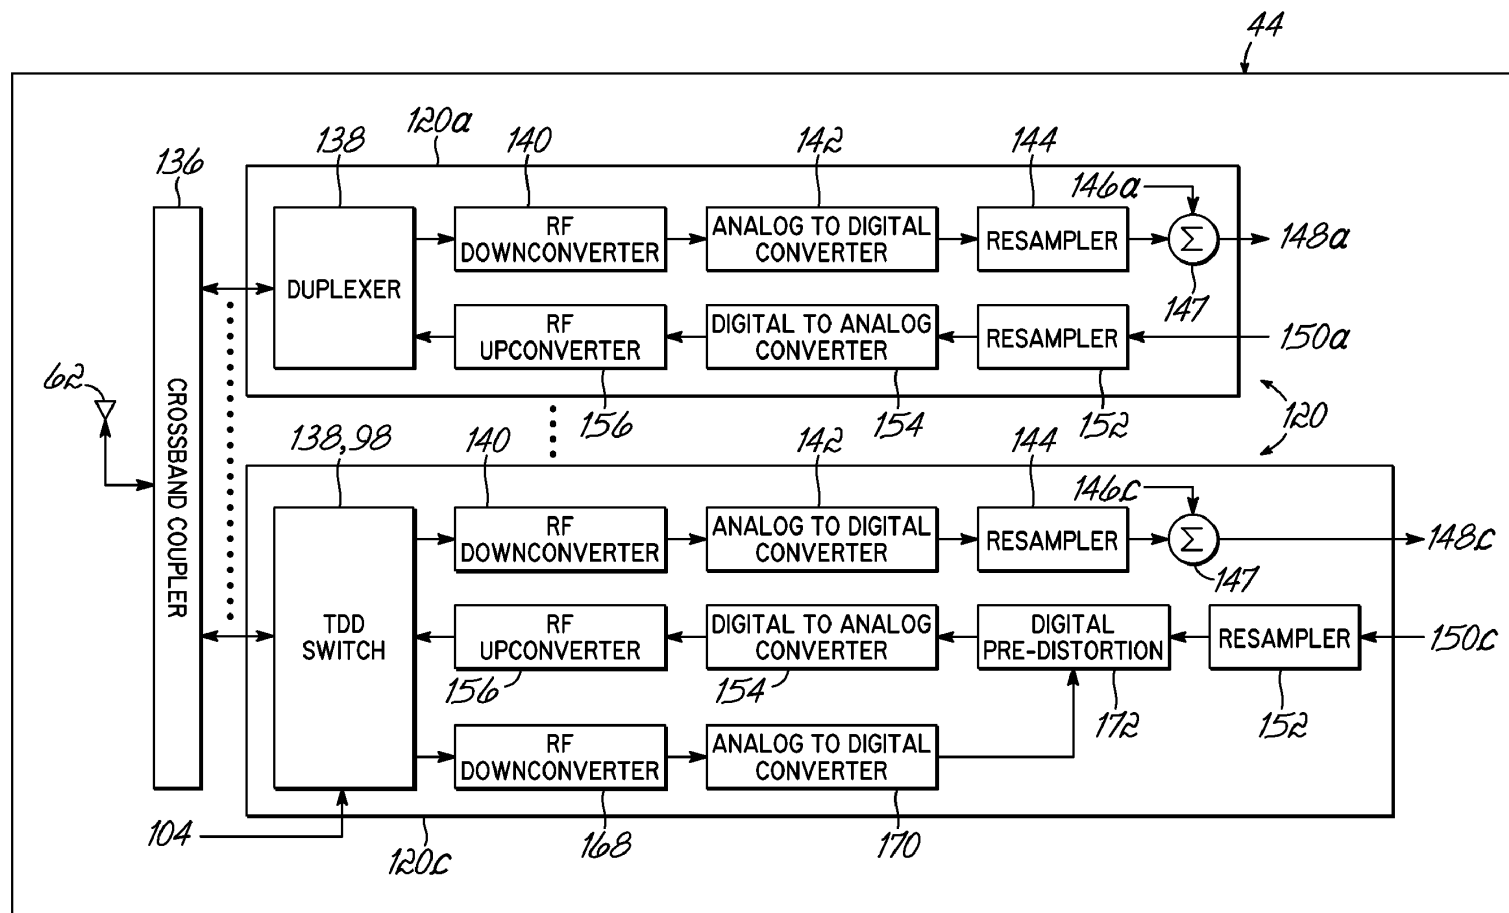 44
120a
136
138
140
142
144
146a
DUPLEXER
RF
DOWNCONVERTER
ANALOG TO DIGITAL
CONVERTER
RESAMPLER
Σ
148a
147
RF
UPCONVERTER
DIGITAL TO ANALOG
CONVERTER
RESAMPLER
150a
156
154
152
120
62
CROSSBAND COUPLER
138,98
140
142
144
146c
TDD
SWITCH
RF
DOWNCONVERTER
ANALOG TO DIGITAL
CONVERTER
RESAMPLER
Σ
148c
147
RF
UPCONVERTER
DIGITAL TO ANALOG
CONVERTER
DIGITAL
PRE-DISTORTION
RESAMPLER
150c
156
154
172
152
RF
DOWNCONVERTER
ANALOG TO DIGITAL
CONVERTER
104
120c
168
170